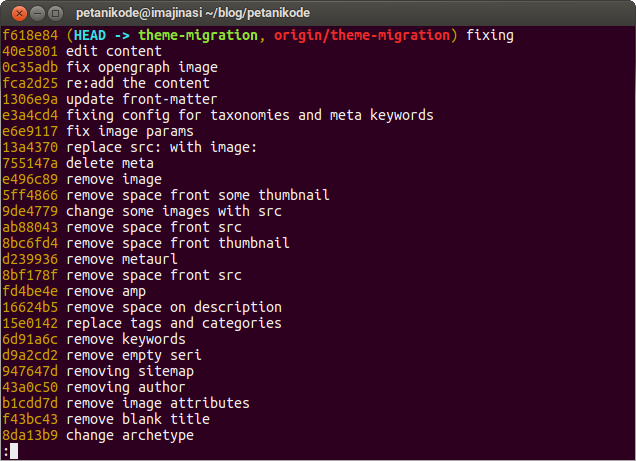 petanikode@imajinasi ~/blog/petanikode
f618e84 (HEAD -> theme-migration, origin/theme-migration) fixing
40e5801 edit content
0c35adb fix opengraph image
fca2d25 re:add the content
1306e9a update front-matter
e3a4cd4 fixing config for taxonomies and meta keywords
e6e9117 fix image params
13a4370 replace src: with image:
755147a delete meta
e496c89 remove image
5ff4866 remove space front some thumbnail
9de4779 change some images with src
ab88043 remove space front src
8bc6fd4 remove space front thumbnail
d239936 remove metaurl
8bf178f remove space front src
fd4be4e remove amp
16624b5 remove space on description
15e0142 replace tags and categories
6d91a6c remove keywords
d9a2cd2 remove empty seri
947647d removing sitemap
43a0c50 removing author
b1cdd7d remove image attributes
f43bc43 remove blank title
8da13b9 change archetype
: